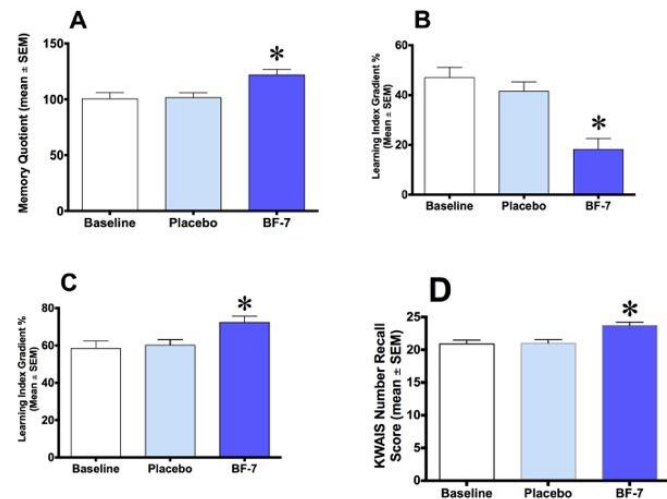 A
Memory Quotient (mean ± SEM)
150
100
50
0
*
Baseline Placebo BF-7
B
Learning Index Gradient %
(Mean ± SEM)
60
40
20
0
*
Baseline Placebo BF-7
C
Learning Index Gradient %
(Mean ± SEM)
80
60
40
20
0
*
Baseline Placebo BF-7
D
KWAIS Number Recall
Score (mean ± SEM)
25
20
15
10
5
0
*
Baseline Placebo BF-7